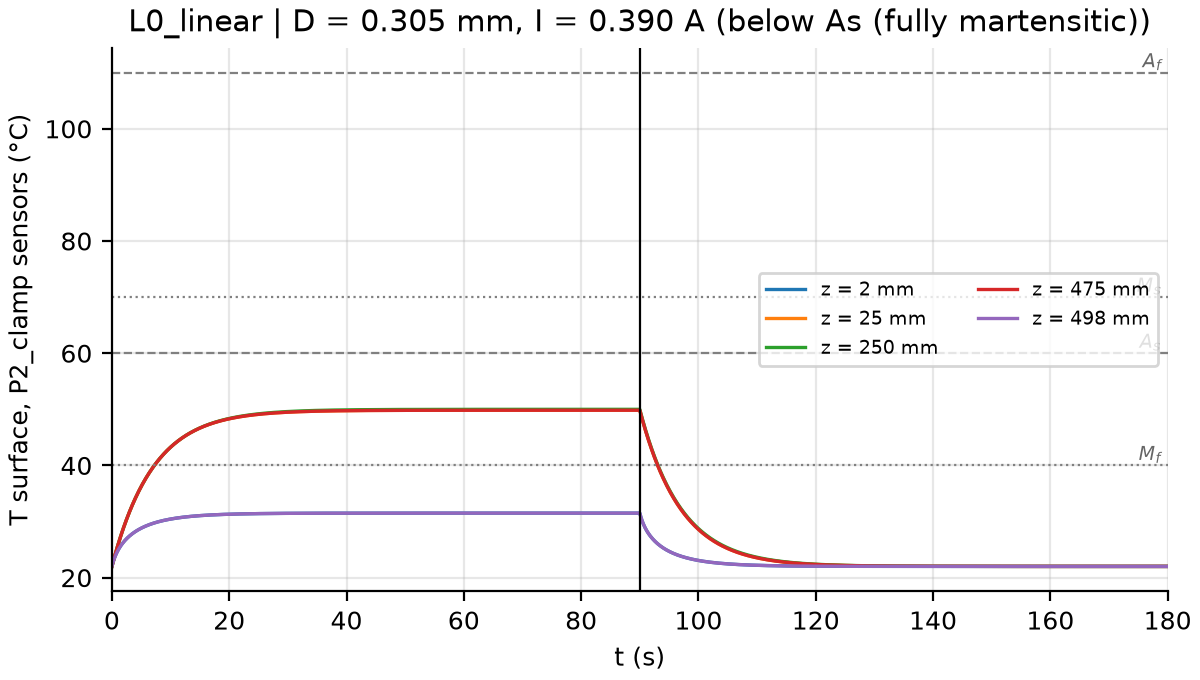 L0_linear | D = 0.305 mm, I = 0.390 A (below As (fully martensitic))
T surface, P2_clamp sensors (°C)
100
80
60
40
20
A_f
M_s
A_s
M_f
z = 2 mm
z = 25 mm
z = 250 mm
z = 475 mm
z = 498 mm
0 20 40 60 80 100 120 140 160 180
t (s)